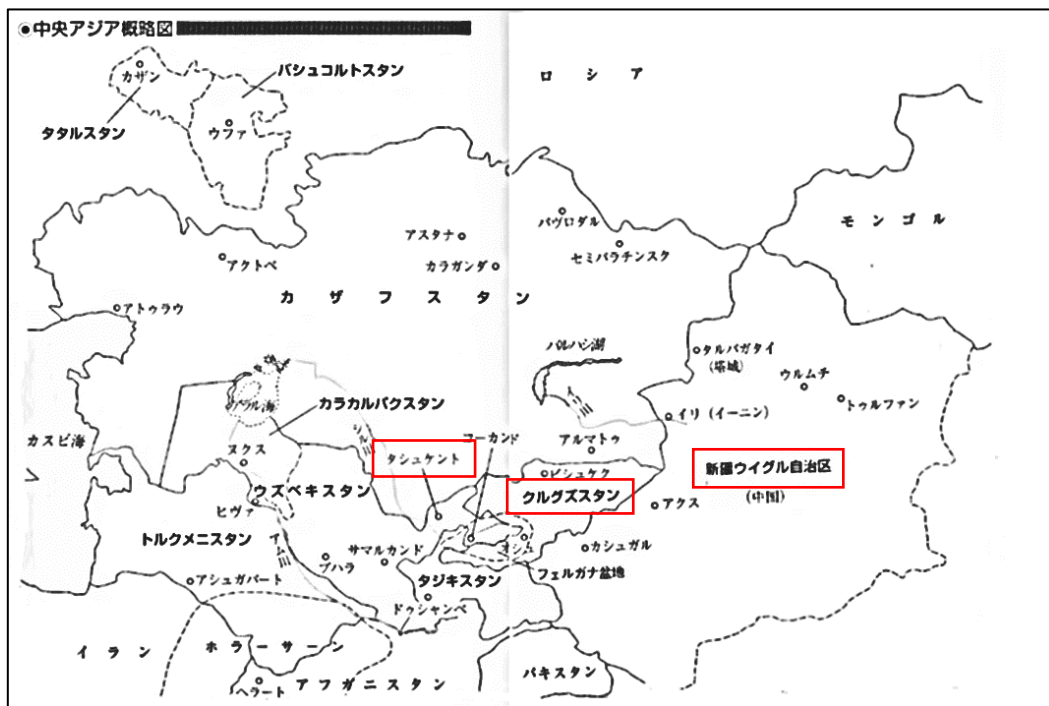 ●中央アジア概略図
カザン
バシュコルトスタン
ロシア
タタルスタン
ウファ
モンゴル
パヴロダル
アスタナ
セミパラチンスク
アクトベ
カラガンダ
カザフスタン
アトゥラウ
バルハシ湖
タルバガタイ
(塔城)
ウルムチ
トゥルファン
アラル海
イリ川
イリ(イーニン)
カラカルパクスタン
シル川
コーカンド
アルマトゥ
カスピ海
ヌクス
タシュケント
ビシュケク
新疆ウイグル自治区
(中国)
ウズベキスタン
クルグズスタン
アクス
ヒヴァ
トルクメニスタン
アム川
オシュ
カシュガル
サマルカンド
ブハラ
フェルガナ盆地
タジキスタン
アシュガバート
ドゥシャンベ
イラン
ホラーサーン
パキスタン
ヘラート
アフガニスタン